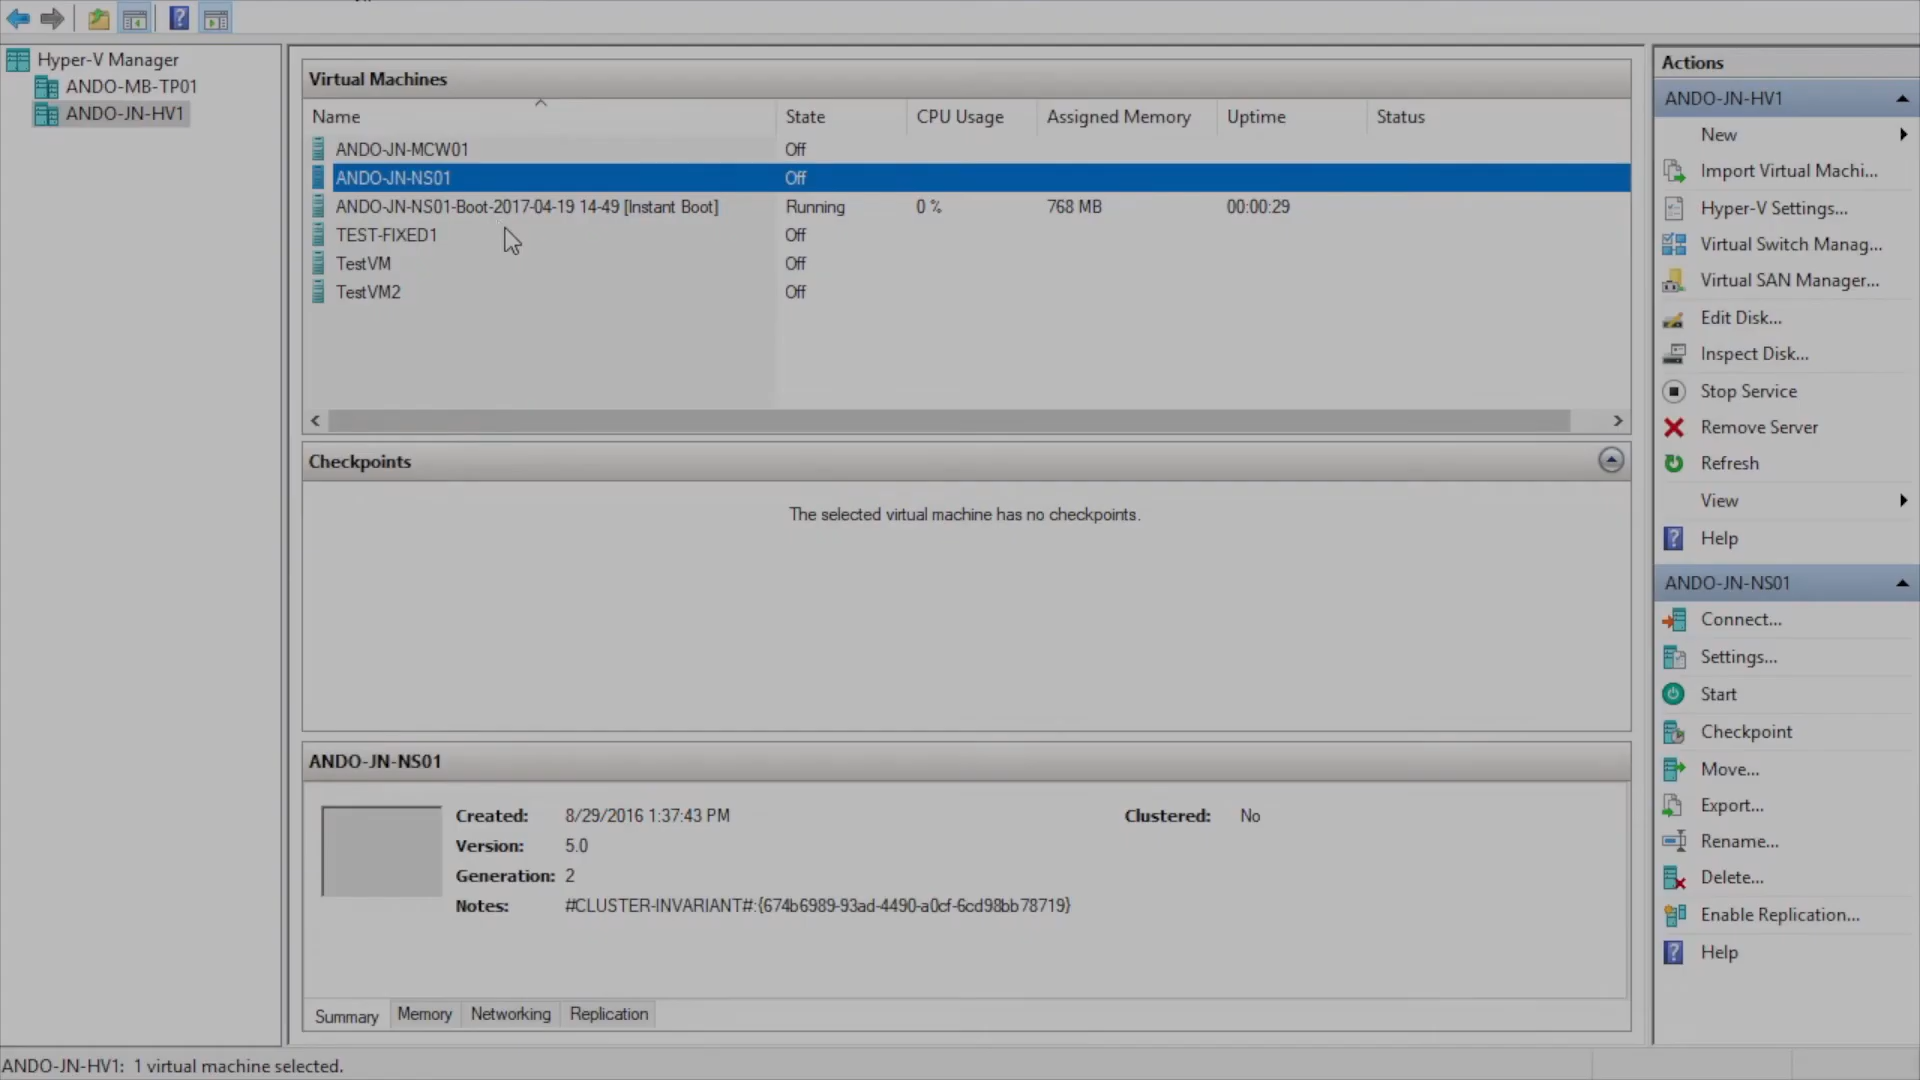 Hyper-V Manager
ANDO-MB-TP01
ANDO-JN-HV1
Virtual Machines
Name State CPU Usage Assigned Memory Uptime Status
ANDO-JN-MCW01 Off
ANDO-JN-NS01 Off
ANDO-JN-NS01-Boot-2017-04-19 14-49 [Instant Boot] Running 0 % 768 MB 00:00:29
TEST-FIXED1 Off
TestVM Off
TestVM2 Off
Checkpoints
The selected virtual machine has no checkpoints.
ANDO-JN-NS01
Created: 8/29/2016 1:37:43 PM Clustered: No
Version: 5.0
Generation: 2
Notes: #CLUSTER-INVARIANT#:{674b6989-93ad-4490-a0cf-6cd98bb78719}
Summary Memory Networking Replication
Actions
ANDO-JN-HV1
New
Import Virtual Machi...
Hyper-V Settings...
Virtual Switch Manag...
Virtual SAN Manager...
Edit Disk...
Inspect Disk...
Stop Service
Remove Server
Refresh
View
Help
ANDO-JN-NS01
Connect...
Settings...
Start
Checkpoint
Move...
Export...
Rename...
Delete...
Enable Replication...
Help
ANDO-JN-HV1: 1 virtual machine selected.